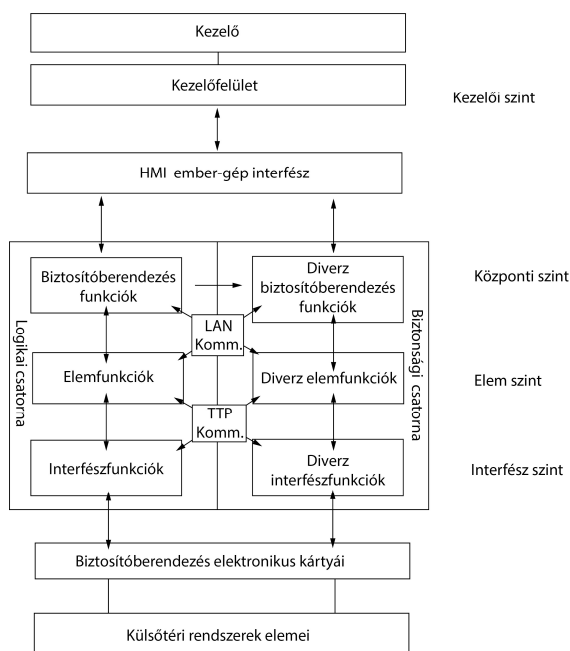 Kezelő
Kezelőfelület
Kezelői szint
HMI ember-gép interfész
Biztosítóberendezés
funkciók
Diverz
biztosítóberendezés
funkciók
Központi szint
LAN
Komm.
Logikai csatorna
Biztonsági csatorna
Elemfunkciók
Diverz elemfunkciók
Elem szint
TTP
Komm.
Interfészfunkciók
Diverz
interfészfunkciók
Interfész szint
Biztosítóberendezés elektronikus kártyái
Külsőtéri rendszerek elemei